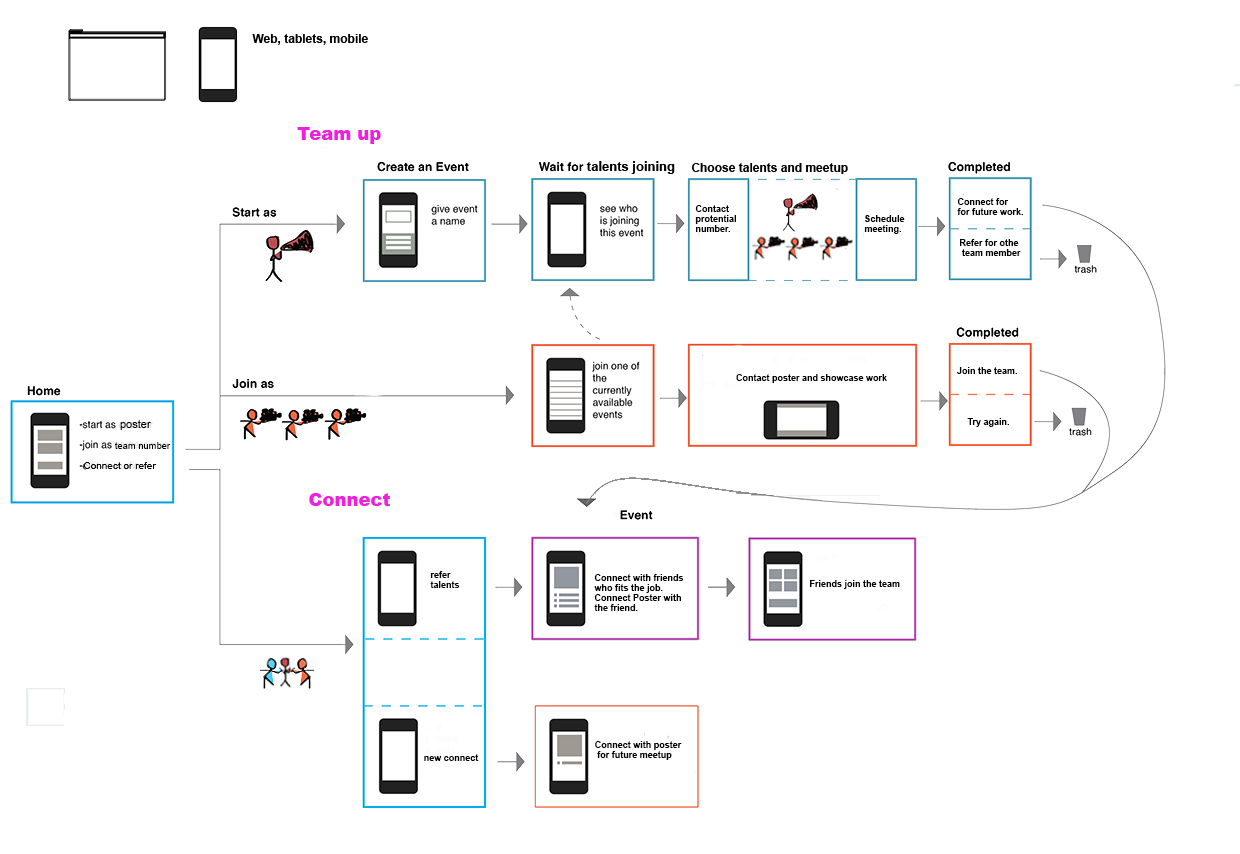 Web, tablets, mobile
Team up
Create an Event
Wait for talents joining
Choose talents and meetup
Completed
Start as
give event
a name
see who
is joining
this event
Contact
protential
number.
Schedule
meeting.
Connect for
for future work.
Refer for othe
team member
trash
Completed
Join as
join one of
the
currently
available
events
Contact poster and showcase work
Join the team.
Try again.
trash
Home
-start as poster
-join as team number
-Connect or refer
Connect
Event
refer
talents
Connect with friends
who fits the job.
Connect Poster with
the friend.
Friends join the team
new connect
Connect with poster
for future meetup